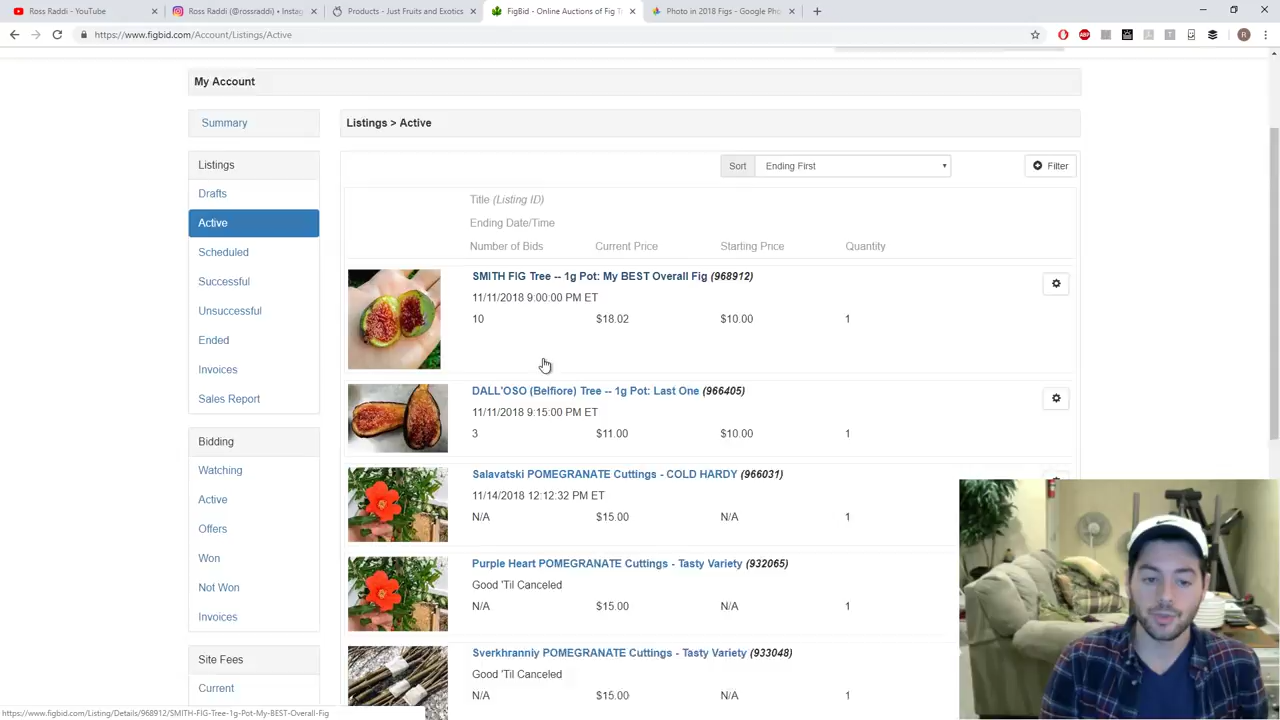 Ross Raddi - YouTube
Ross Raddi (@rossraddi) • Instag
Products - Just Fruits and Exotics
FigBid - Online Auctions of Fig T
Photo in 2018 Figs - Google Pho
https://www.figbid.com/Account/Listings/Active
My Account
Summary
Listings > Active
Listings
Sort
Ending First
Filter
Drafts
Title (Listing ID)
Active
Ending Date/Time
Scheduled
Number of Bids
Current Price
Starting Price
Quantity
Successful
SMITH FIG Tree -- 1g Pot: My BEST Overall Fig (968912)
11/11/2018 9:00:00 PM ET
Unsuccessful
10
$18.02
$10.00
1
Ended
Invoices
Sales Report
DALL'OSO (Belfiore) Tree -- 1g Pot: Last One (966405)
11/11/2018 9:15:00 PM ET
3
$11.00
$10.00
1
Bidding
Watching
Salavatski POMEGRANATE Cuttings - COLD HARDY (966031)
11/14/2018 12:12:32 PM ET
Active
N/A
$15.00
N/A
1
Offers
Won
Purple Heart POMEGRANATE Cuttings - Tasty Variety (932065)
Good 'Til Canceled
Not Won
N/A
$15.00
N/A
1
Invoices
Sverkhranniy POMEGRANATE Cuttings - Tasty Variety (933048)
Site Fees
Good 'Til Canceled
Current
N/A
$15.00
N/A
1
https://www.figbid.com/Listing/Details/968912/SMITH-FIG-Tree-1g-Pot-My-BEST-Overall-Fig